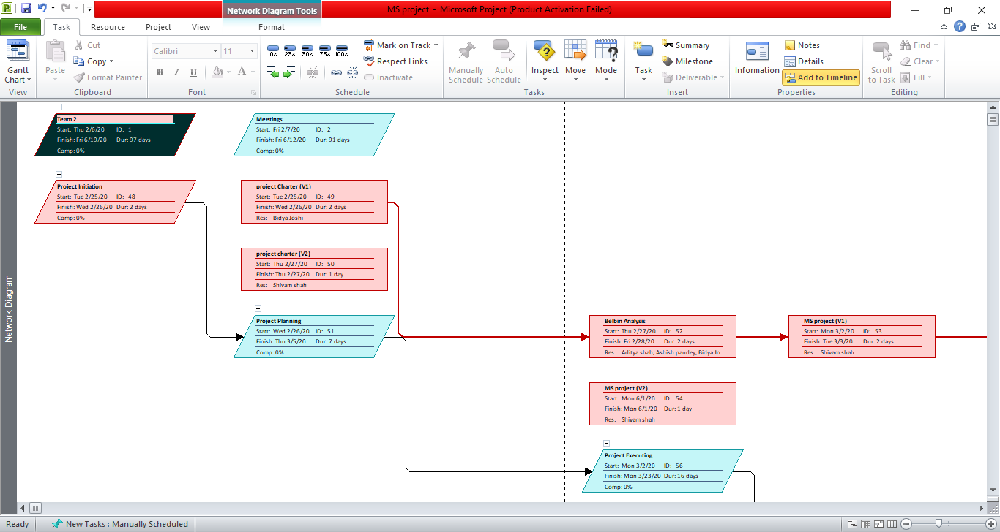 Network Diagram Tools
MS project - Microsoft Project (Product Activation Failed)
File Task Resource Project View Format
Gantt Chart
View
Paste
Cut
Copy
Format Painter
Clipboard
Calibri 11
B I U A
Font
0% 25% 50% 75% 100%
Mark on Track
Respect Links
Inactivate
Schedule
Manually Schedule
Auto Schedule
Inspect
Move
Mode
Tasks
Task
Summary
Milestone
Deliverable
Insert
Information
Notes
Details
Add to Timeline
Properties
Scroll to Task
Find
Clear
Fill
Editing
Network Diagram
Team 2
Start: Thu 2/6/20 ID: 1
Finish: Fri 6/19/20 Dur: 97 days
Comp: 0%
Meetings
Start: Fri 2/7/20 ID: 2
Finish: Fri 6/12/20 Dur: 91 days
Comp: 0%
Project Initiation
Start: Tue 2/25/20 ID: 48
Finish: Wed 2/26/20 Dur: 2 days
Comp: 0%
project Charter (V1)
Start: Tue 2/25/20 ID: 49
Finish: Wed 2/26/20 Dur: 2 days
Res: Bidya Joshi
project charter (V2)
Start: Thu 2/27/20 ID: 50
Finish: Thu 2/27/20 Dur: 1 day
Res: Shivam shah
Project Planning
Start: Wed 2/26/20 ID: 51
Finish: Thu 3/5/20 Dur: 7 days
Comp: 0%
Belbin Analysis
Start: Thu 2/27/20 ID: 52
Finish: Fri 2/28/20 Dur: 2 days
Res: Aditya shah, Ashish pandey, Bidya Jo
MS project (V1)
Start: Mon 3/2/20 ID: 53
Finish: Tue 3/3/20 Dur: 2 days
Res: Shivam shah
MS project (V2)
Start: Mon 6/1/20 ID: 54
Finish: Mon 6/1/20 Dur: 1 day
Res: Shivam shah
Project Executing
Start: Mon 3/2/20 ID: 56
Finish: Mon 3/23/20 Dur: 16 days
Comp: 0%
Ready New Tasks : Manually Scheduled